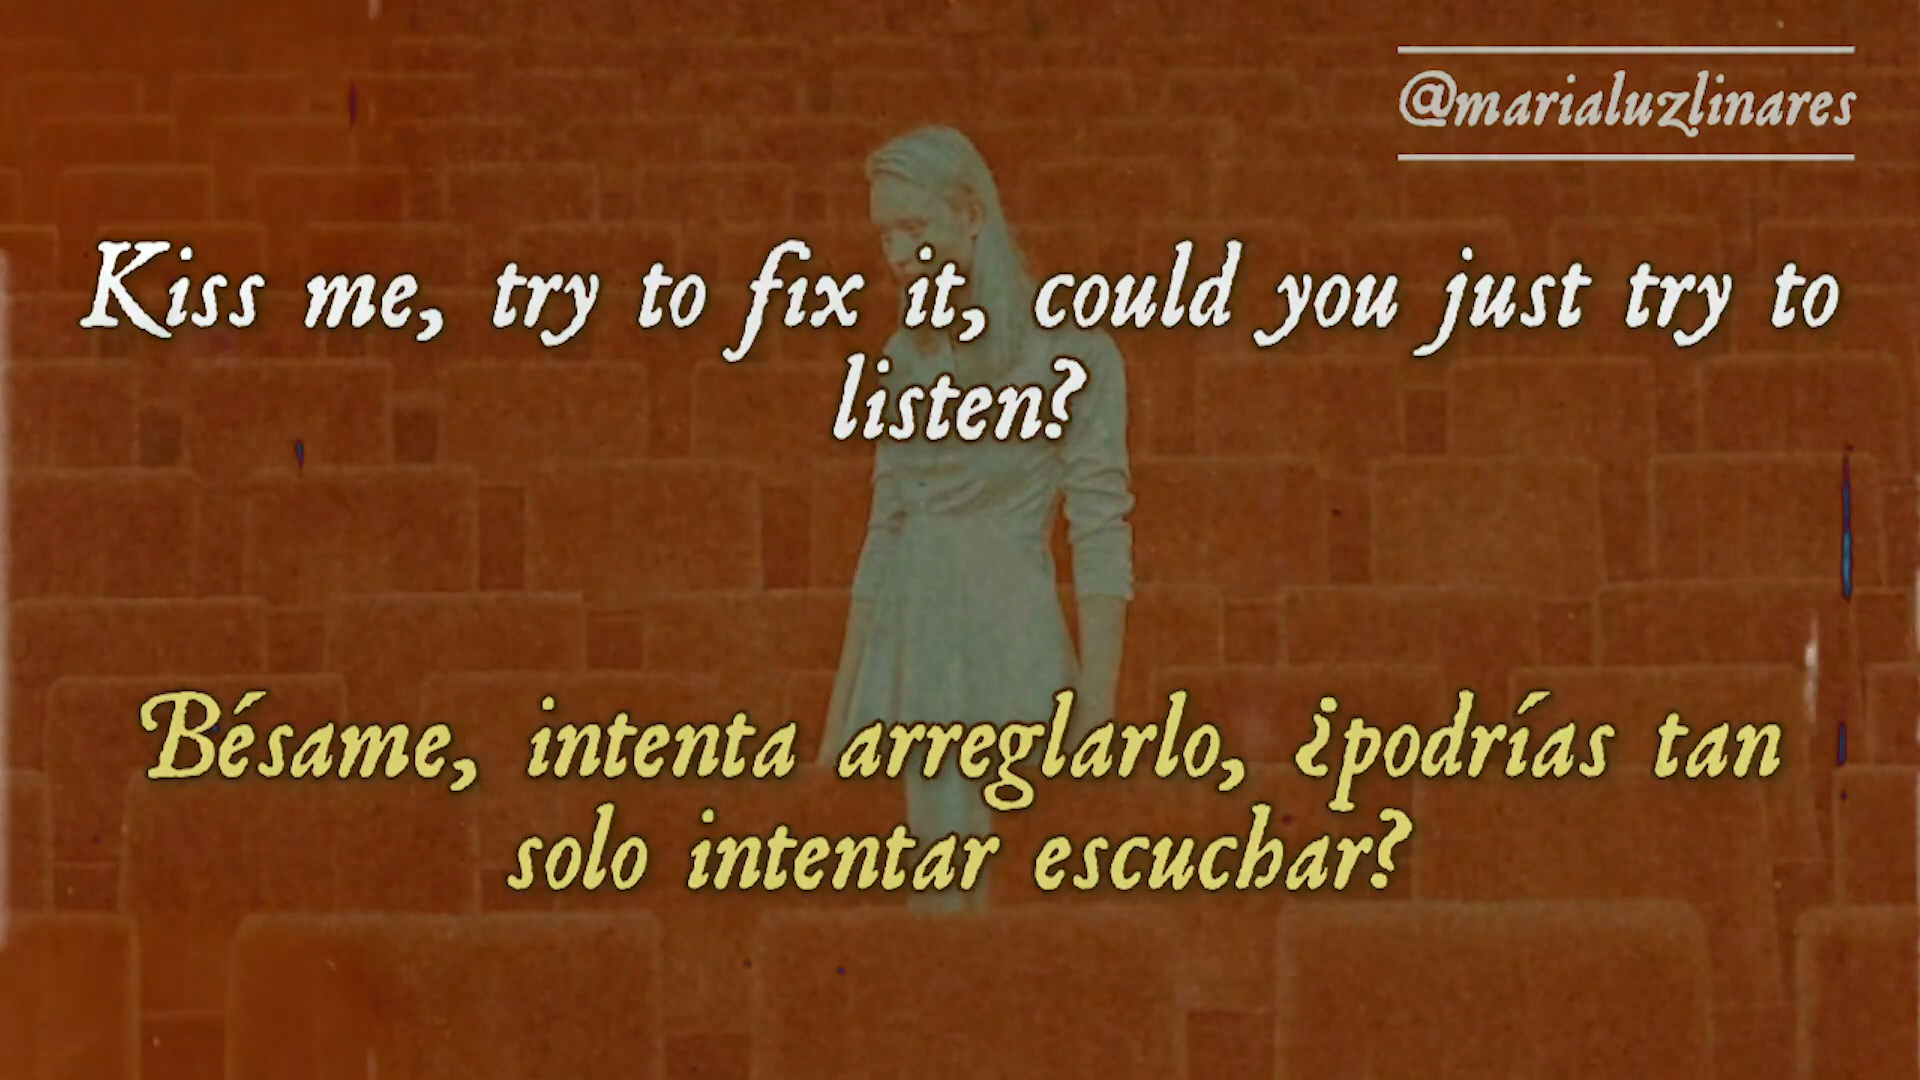 @marialuzlinares
Kiss me, try to fix it, could you just try to
listen?
Bésame, intenta arreglarlo, ¿podrías tan
solo intentar escuchar?